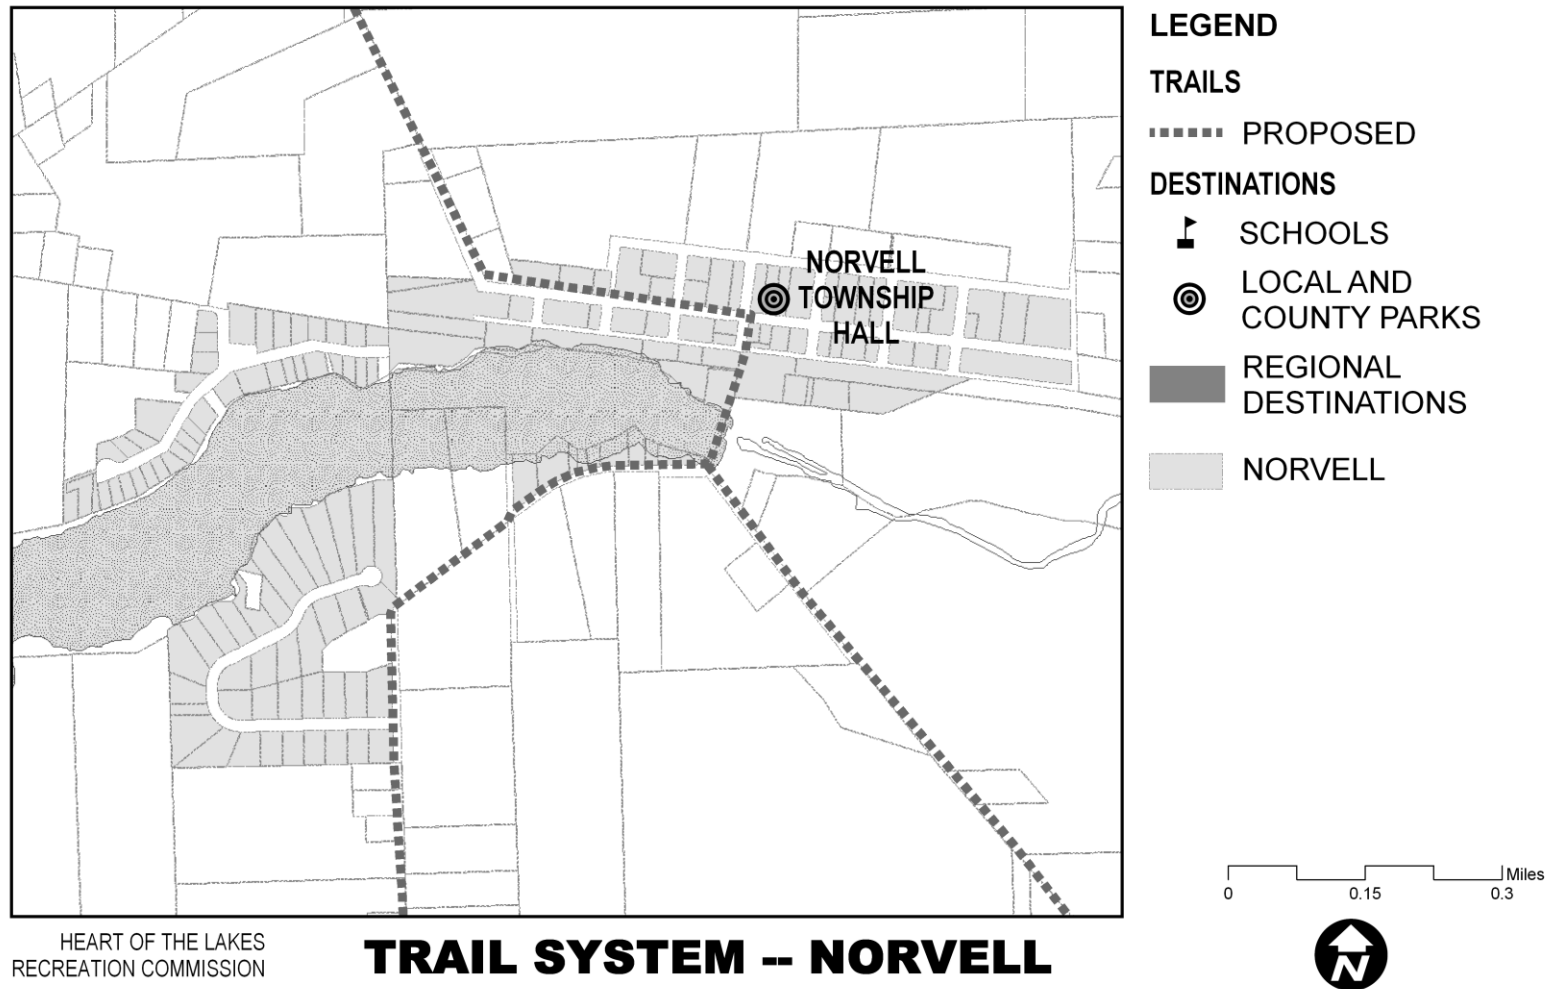 NORVELL
TOWNSHIP
HALL
LEGEND
TRAILS
PROPOSED
DESTINATIONS
SCHOOLS
LOCAL AND
COUNTY PARKS
REGIONAL
DESTINATIONS
NORVELL
Miles
0 0.15 0.3
N
HEART OF THE LAKES
RECREATION COMMISSION
TRAIL SYSTEM -- NORVELL